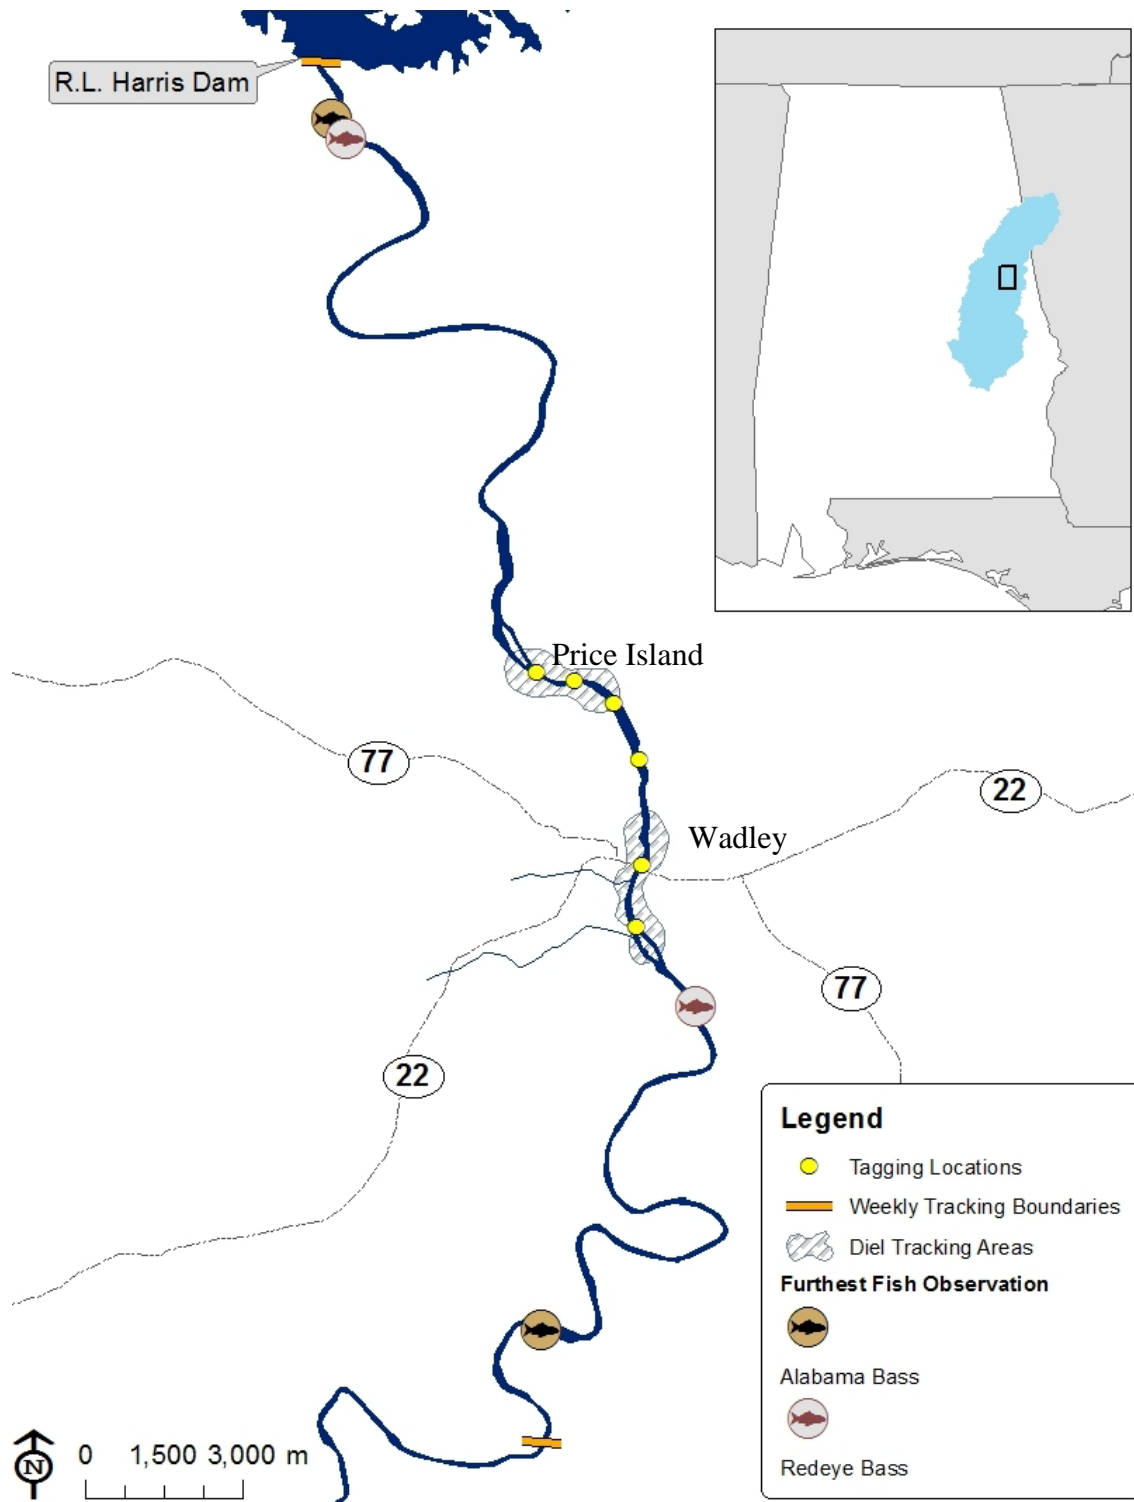 R.L. Harris Dam
Price Island
77
22
Wadley
77
22
Legend
Tagging Locations
Weekly Tracking Boundaries
Diel Tracking Areas
Furthest Fish Observation
Alabama Bass
Redeye Bass
N
0 1,500 3,000 m